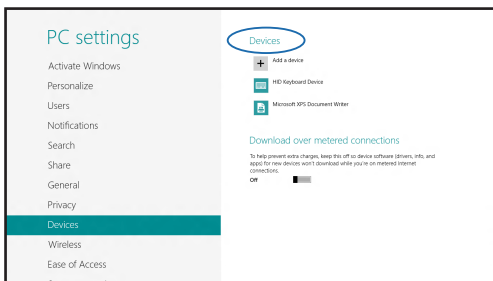 PC settings
Activate Windows
Personalize
Users
Notifications
Search
Share
General
Privacy
Devices
Wireless
Ease of Access
Devices
Add a device
HID Keyboard Device
Microsoft XPS Document Writer
Download over metered connections
To help prevent extra charges, keep this off so device software (drivers, info, and
apps) for new devices won't download while you're on metered Internet
connections.
Off